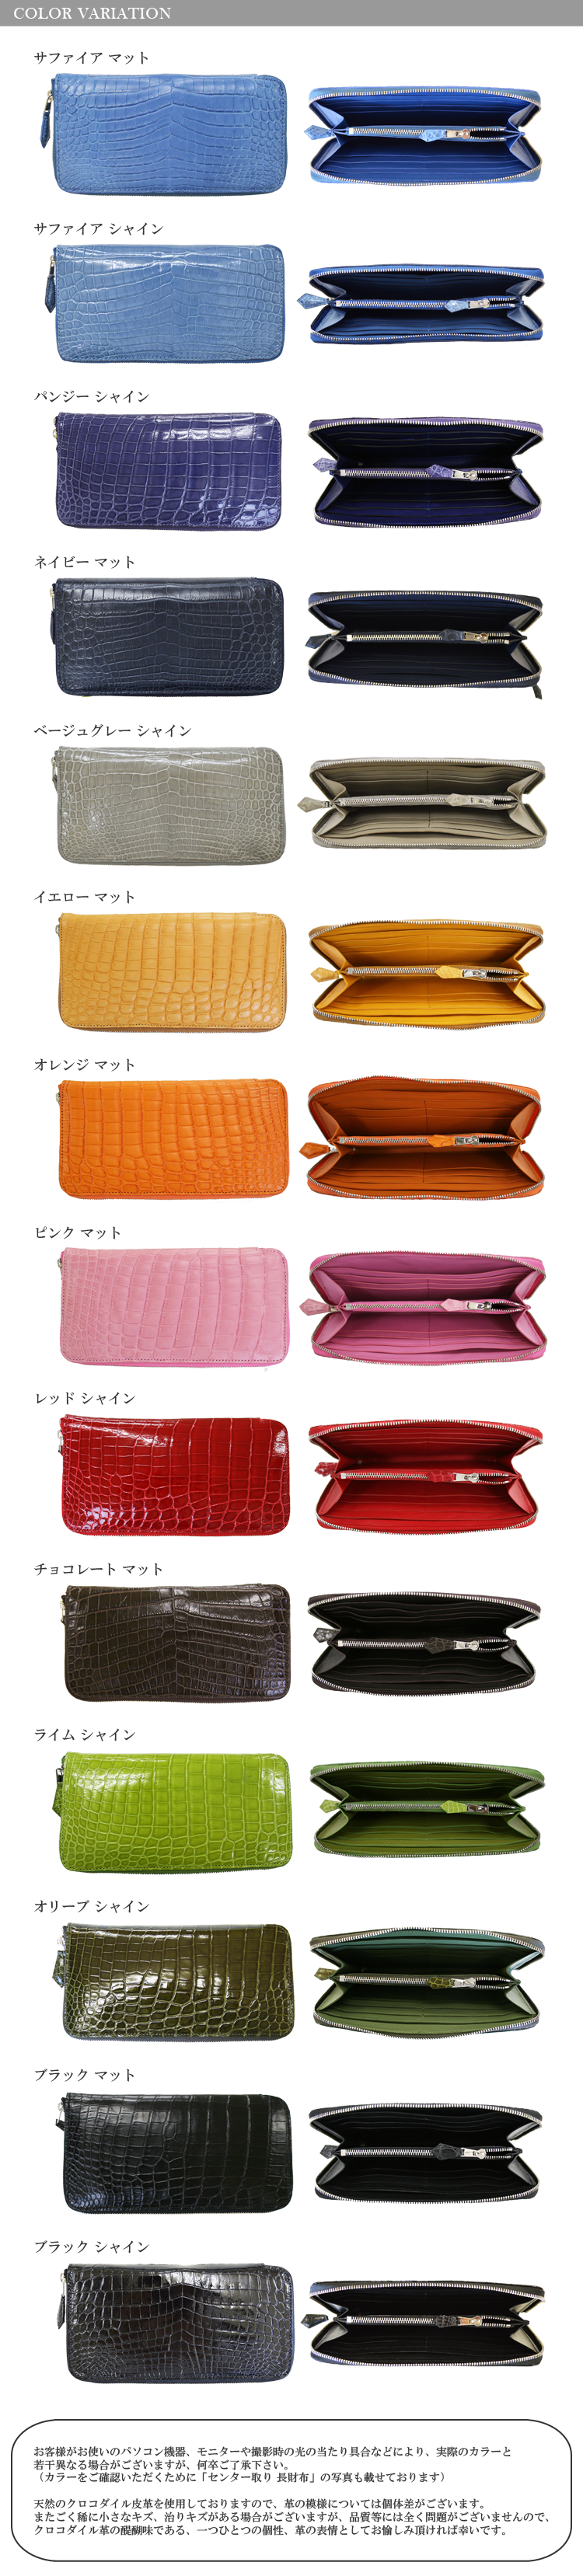 COLOR VARIATION
サファイア マット
サファイア シャイン
パンジー シャイン
ネイビー マット
ベージュグレー シャイン
イエロー マット
オレンジ マット
ピンク マット
レッド シャイン
チョコレート マット
ライム シャイン
オリーブ シャイン
ブラック マット
ブラック シャイン
お客様がお使いのパソコン機器、モニターや撮影時の光の当たり具合などにより、実際のカラーと
若干異なる場合がございますが、何卒ご了承下さい。
（カラーをご確認いただくために「センター取り 長財布」の写真も載せております）
天然のクロコダイル皮革を使用しておりますので、革の模様については個体差がございます。
またごく稀に小さなキズ、治りキズがある場合がございますが、品質等には全く問題がございませんので、
クロコダイル革の醍醐味である、一つひとつの個性、革の表情としてお愉しみ頂ければ幸いです。